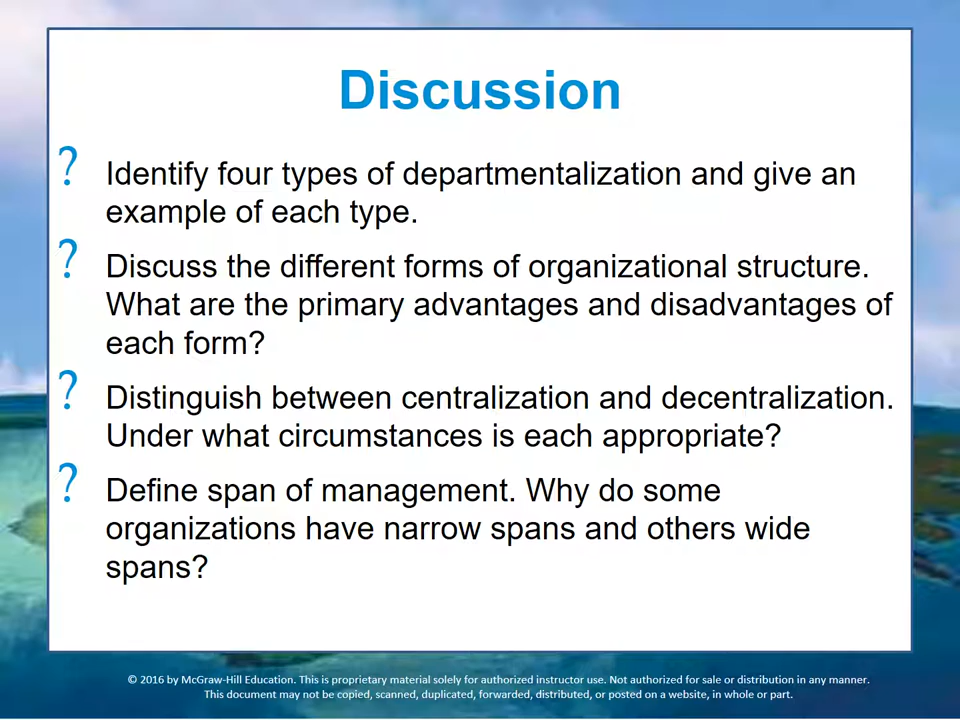 Discussion
? Identify four types of departmentalization and give an
example of each type.
? Discuss the different forms of organizational structure.
What are the primary advantages and disadvantages of
each form?
? Distinguish between centralization and decentralization.
Under what circumstances is each appropriate?
? Define span of management. Why do some
organizations have narrow spans and others wide
spans?
© 2016 by McGraw-Hill Education. This is proprietary material solely for authorized instructor use. Not authorized for sale or distribution in any manner.
This document may not be copied, scanned, duplicated, forwarded, distributed, or posted on a website, in whole or part.